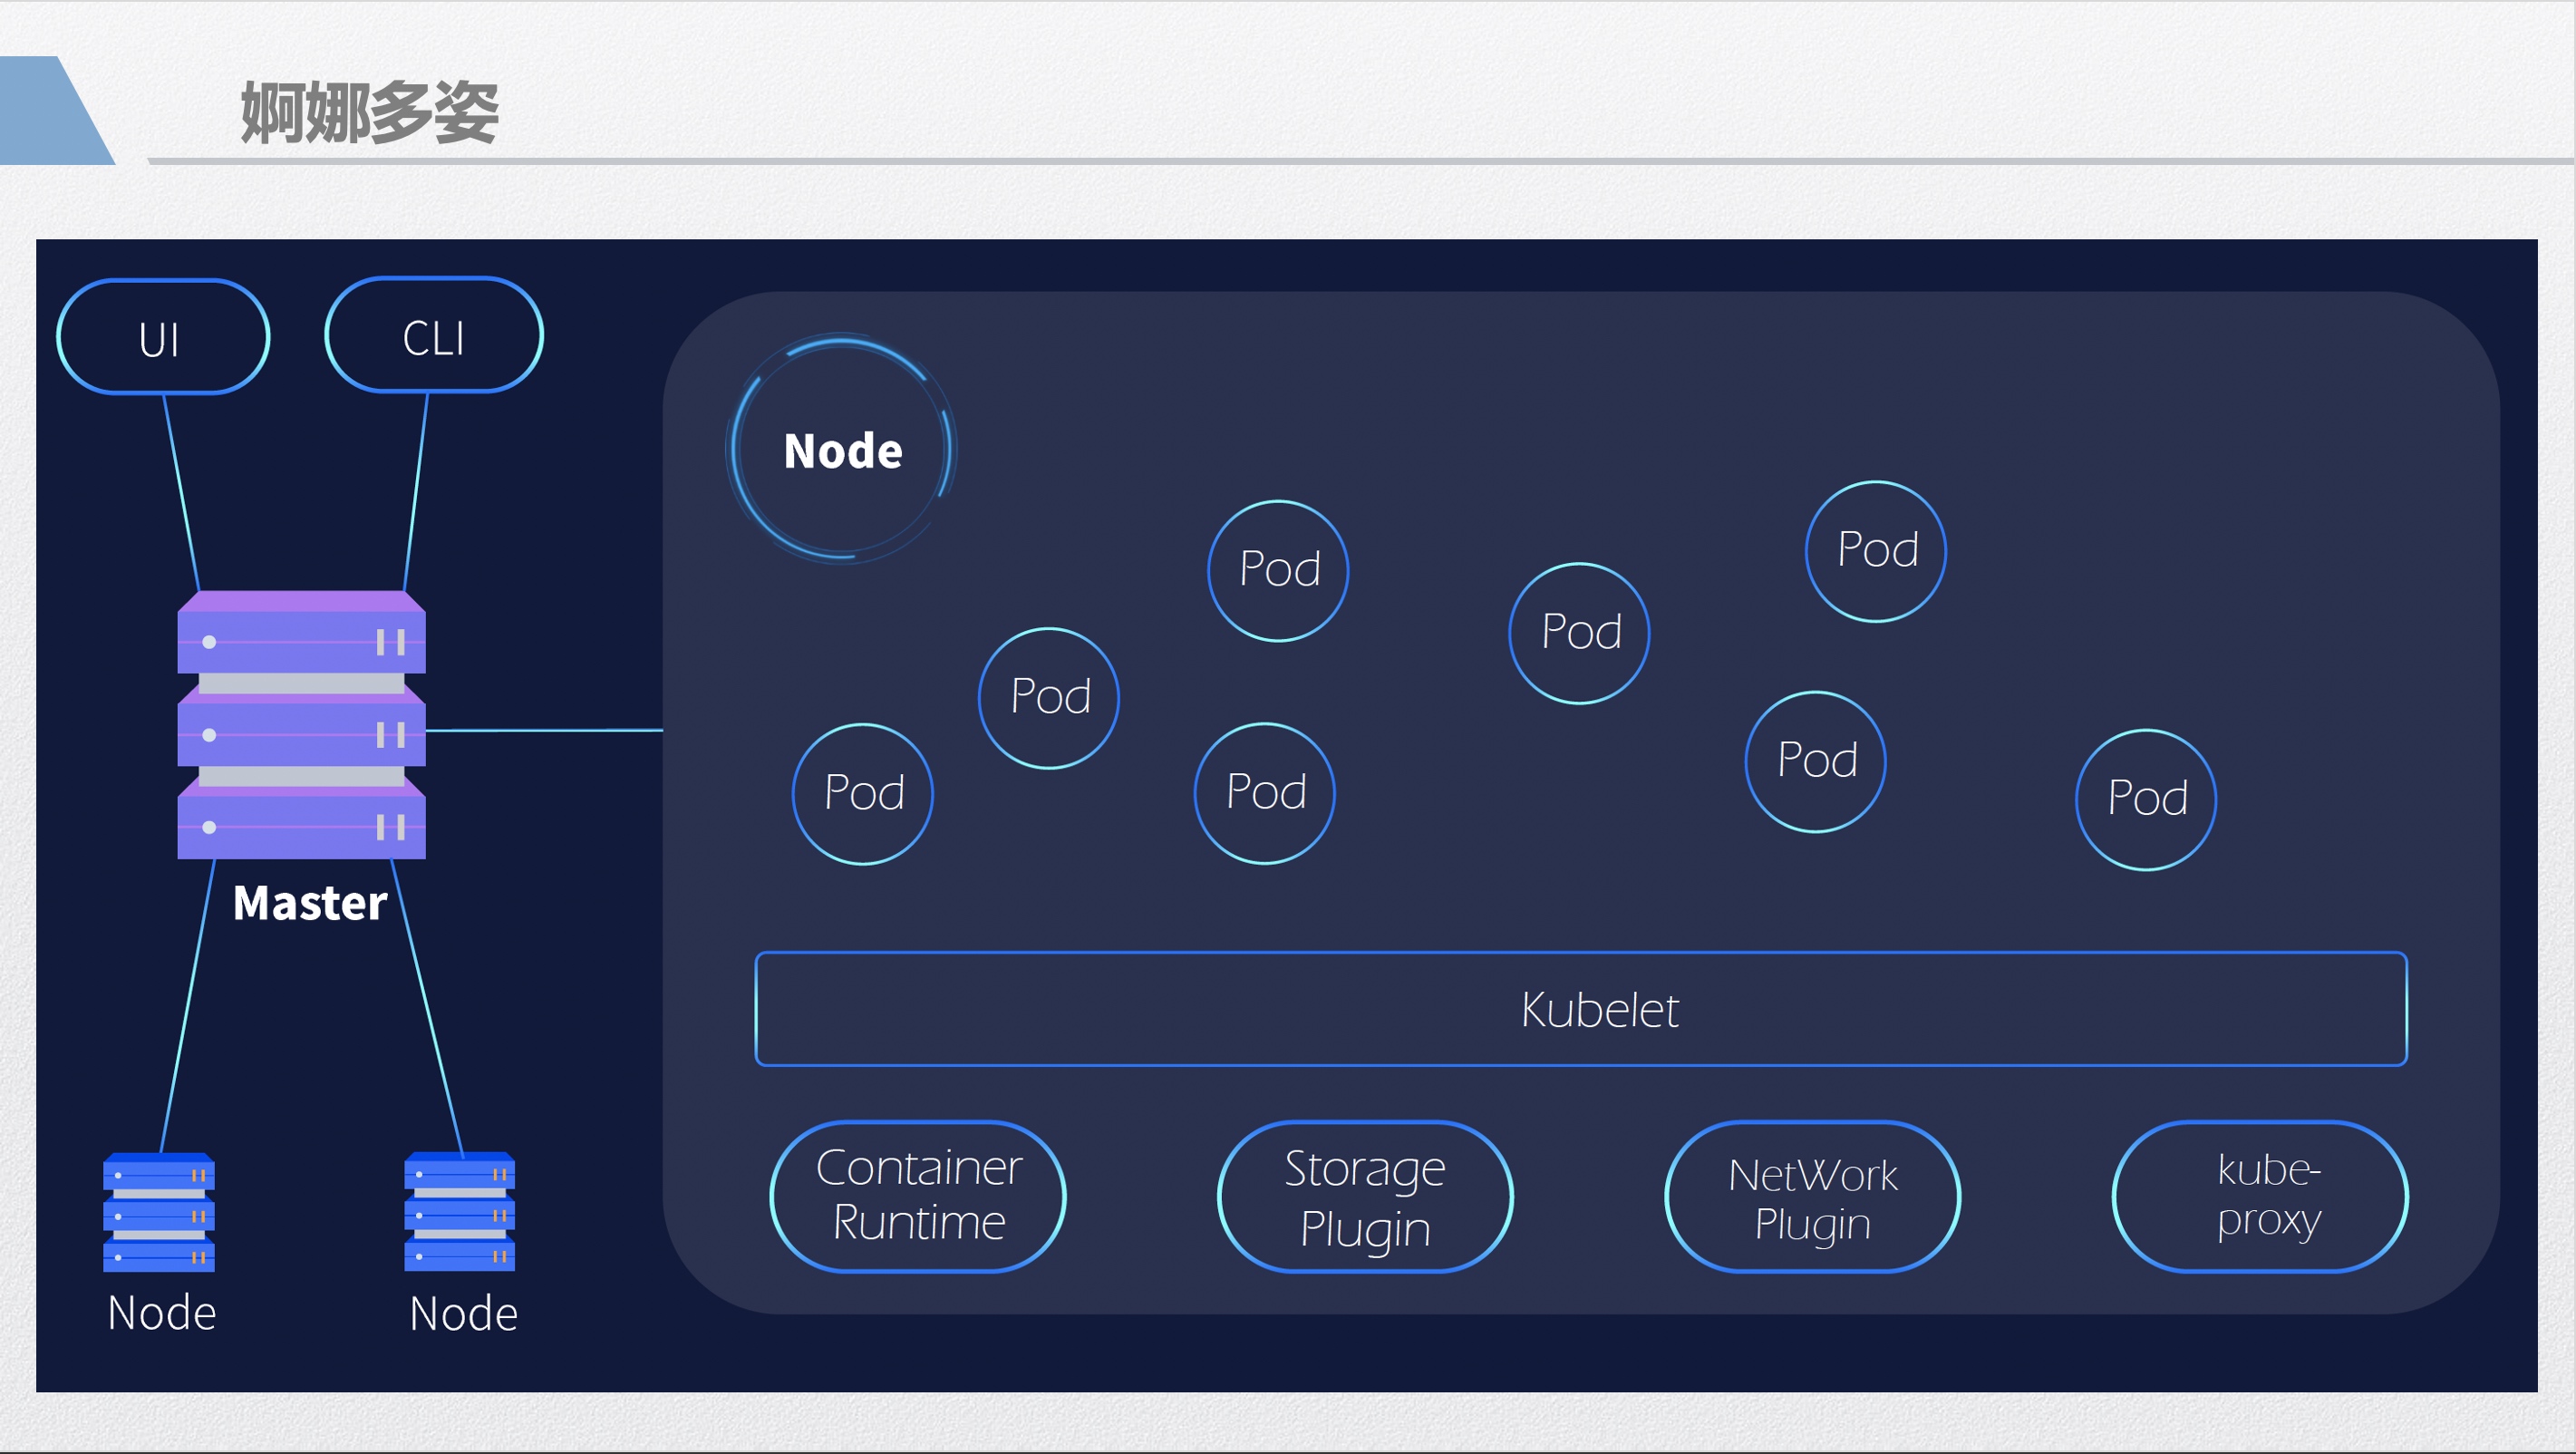 婀娜多姿
UI
CLI
Master
Node
Node
Node
Pod
Pod
Pod
Pod
Pod
Pod
Pod
Pod
Kubelet
Container
Runtime
Storage
Plugin
NetWork
Plugin
kube-
proxy